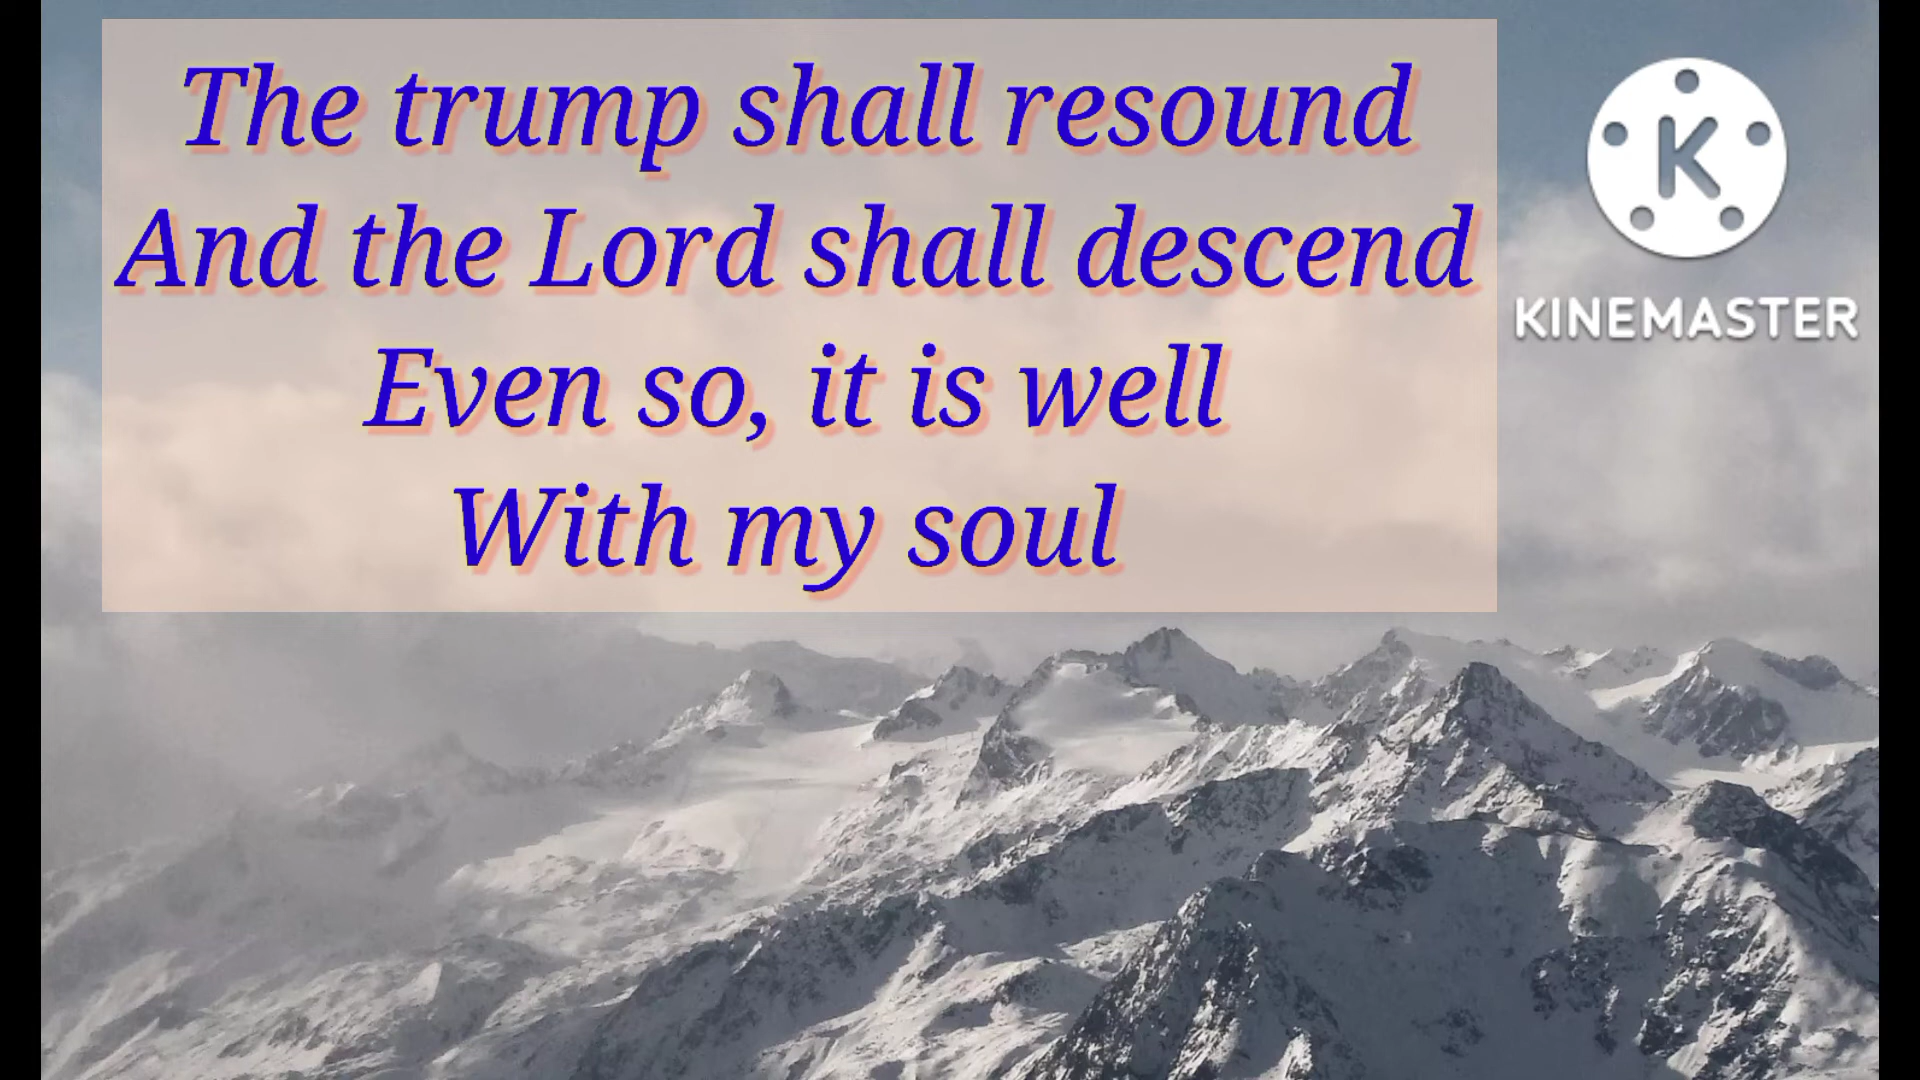 The trump shall resound
And the Lord shall descend
Even so, it is well
With my soul
K
KINEMASTER